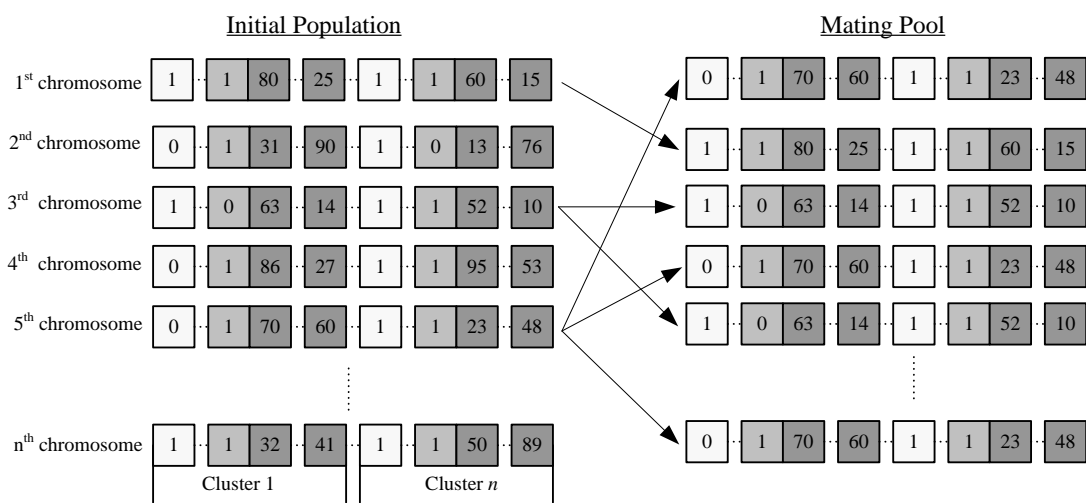 Initial Population
Mating Pool
1st chromosome 1 1 80 25 1 1 60 15
0 1 70 60 1 1 23 48
2nd chromosome 0 1 31 90 1 0 13 76
1 1 80 25 1 1 60 15
3rd chromosome 1 0 63 14 1 1 52 10
1 0 63 14 1 1 52 10
4th chromosome 0 1 86 27 1 1 95 53
0 1 70 60 1 1 23 48
5th chromosome 0 1 70 60 1 1 23 48
1 0 63 14 1 1 52 10
nth chromosome 1 1 32 41 1 1 50 89
0 1 70 60 1 1 23 48
Cluster 1
Cluster n